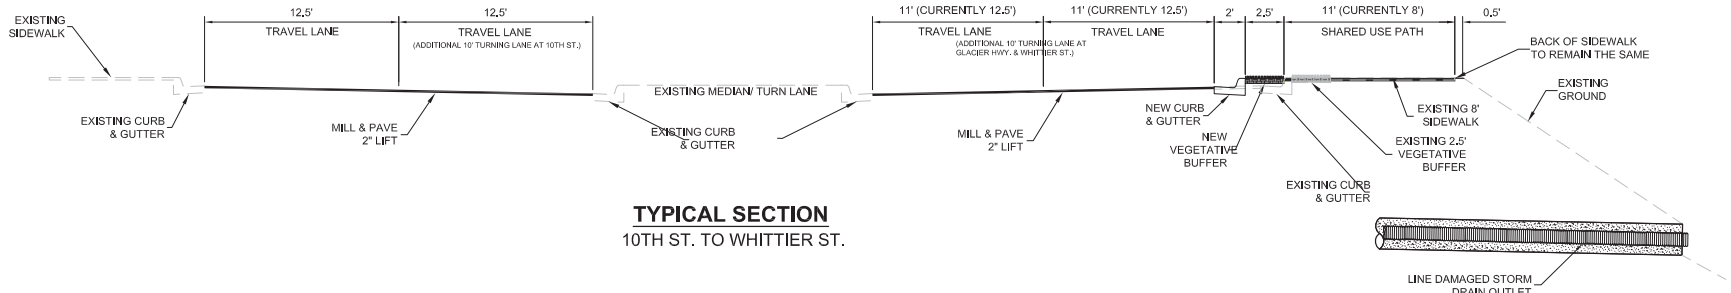 12.5'
12.5'
11' (CURRENTLY 12.5')
11' (CURRENTLY 12.5')
2'
2.5'
11' (CURRENTLY 8')
0.5'
EXISTING
SIDEWALK
TRAVEL LANE
TRAVEL LANE
(ADDITIONAL 10' TURNING LANE AT 10TH ST.)
TRAVEL LANE
(ADDITIONAL 10' TURNING LANE AT
GLACIER HWY. & WHITTIER ST.)
TRAVEL LANE
SHARED USE PATH
BACK OF SIDEWALK
TO REMAIN THE SAME
EXISTING
GROUND
EXISTING MEDIAN/ TURN LANE
EXISTING CURB
& GUTTER
MILL & PAVE
2" LIFT
EXISTING CURB
& GUTTER
MILL & PAVE
2" LIFT
NEW CURB
& GUTTER
NEW
VEGETATIVE
BUFFER
EXISTING 8'
SIDEWALK
EXISTING 2.5'
VEGETATIVE
BUFFER
EXISTING CURB
& GUTTER
TYPICAL SECTION
10TH ST. TO WHITTIER ST.
LINE DAMAGED STORM
DRAIN OUTLET